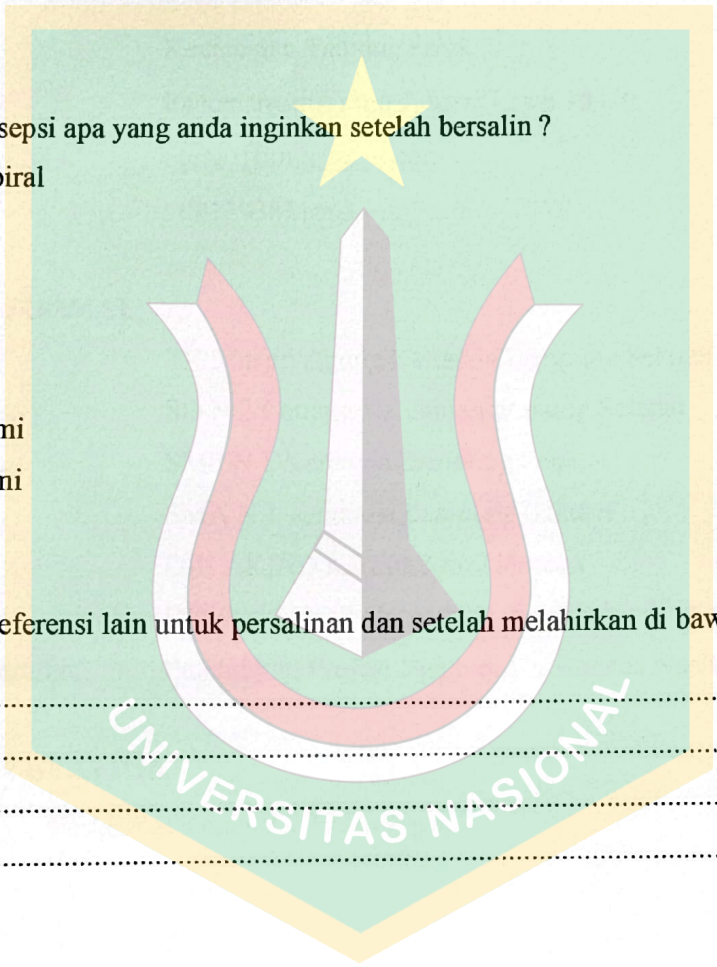 sepsi apa yang anda inginkan setelah bersalin ?
piral
mi
mi
eferensi lain untuk persalinan dan setelah melahirkan di baw
................................................................
................................................................
................................................................
................................................................
UNIVERSITAS NASIONAL